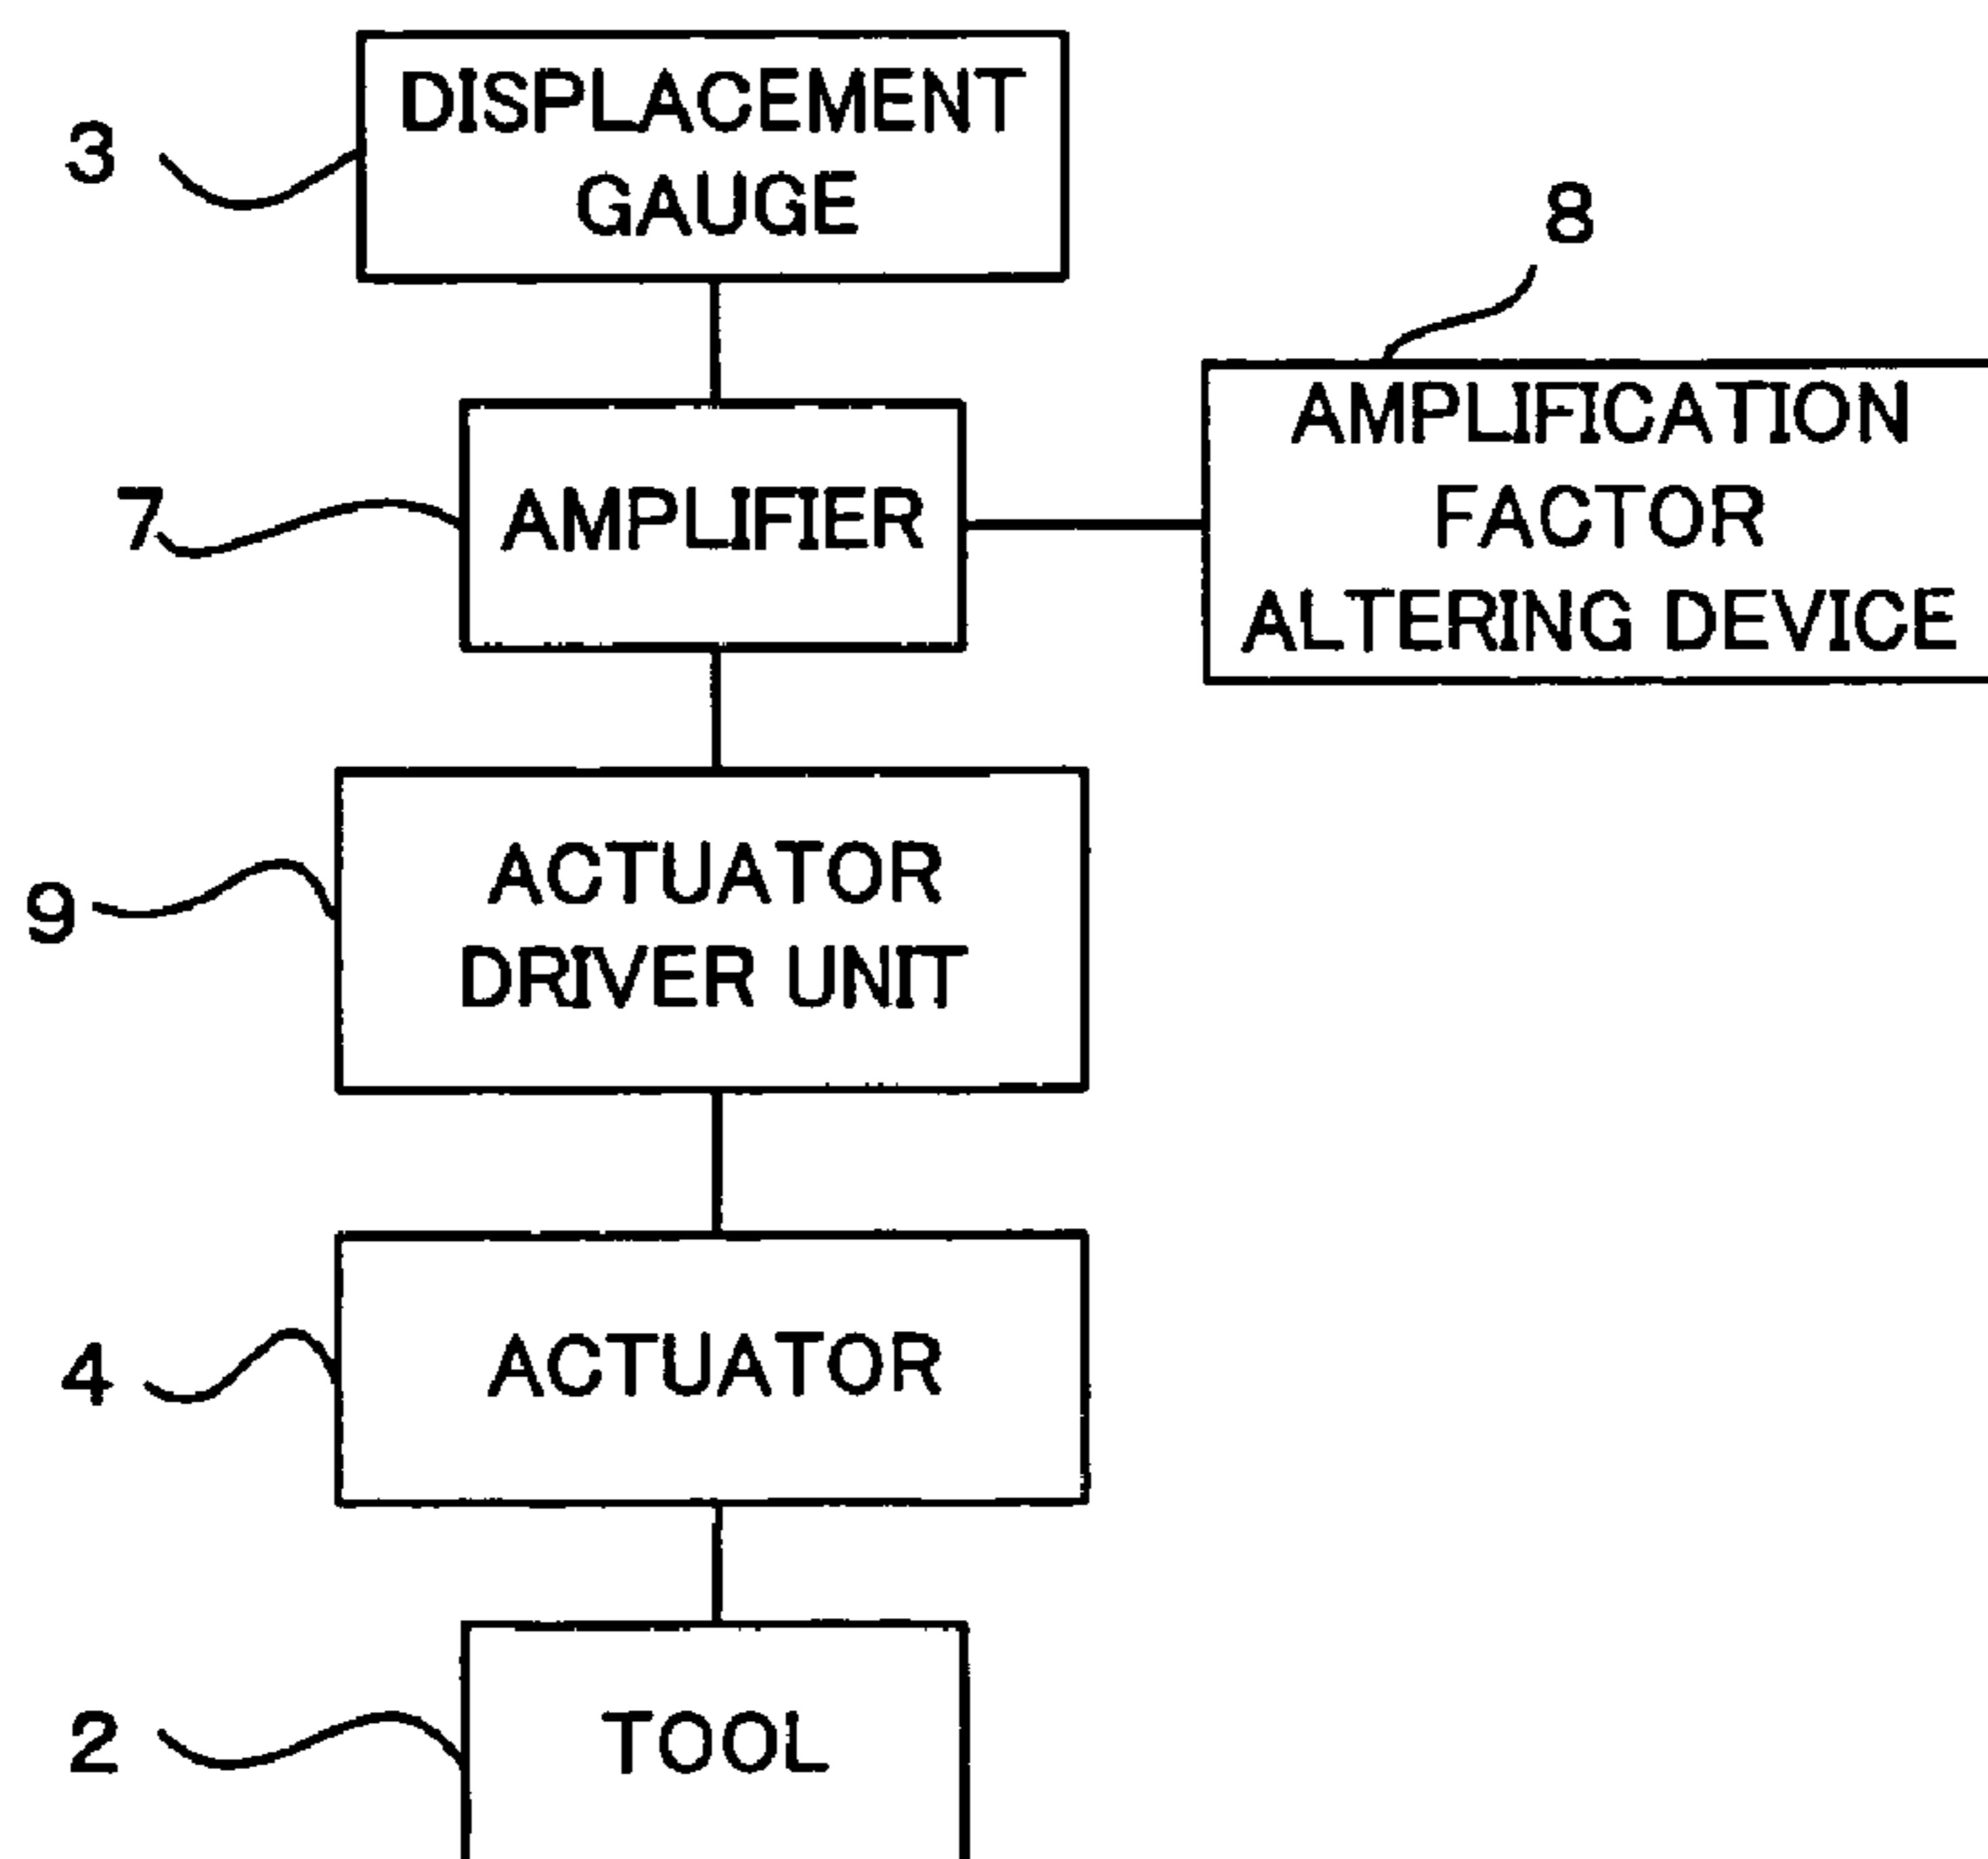 3
DISPLACEMENT
GAUGE
8
7
AMPLIFIER
AMPLIFICATION
FACTOR
ALTERING DEVICE
9
ACTUATOR
DRIVER UNIT
4
ACTUATOR
2
TOOL